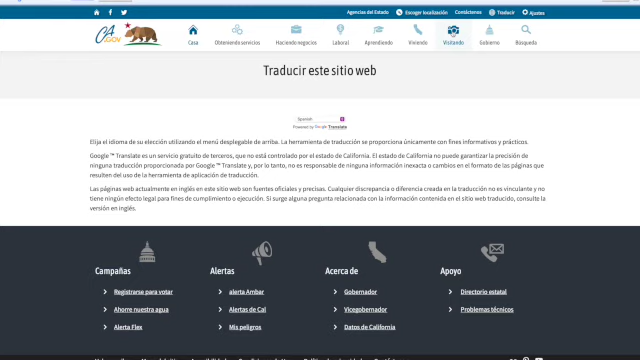 Agencias del Estado Escoger localización Contáctenos Traducir Ajustes
CA
.GOV
Casa Obteniendo servicios Haciendo negocios Laboral Aprendiendo Viviendo Visitando Gobierno Búsqueda
Traducir este sitio web
Spanish
Powered by Google Translate
Elija el idioma de su elección utilizando el menú desplegable de arriba. La herramienta de traducción se proporciona únicamente con fines informativos y prácticos.
Google ™ Translate es un servicio gratuito de terceros, que no está controlado por el estado de California. El estado de California no puede garantizar la precisión de
ninguna traducción proporcionada por Google ™ Translate y, por lo tanto, no es responsable de ninguna información inexacta o cambios en el formato de las páginas que
resulten del uso de la herramienta de aplicación de traducción.
Las páginas web actualmente en inglés en este sitio web son fuentes oficiales y precisas. Cualquier discrepancia o diferencia creada en la traducción no es vinculante y no
tiene ningún efecto legal para fines de cumplimiento o ejecución. Si surge alguna pregunta relacionada con la información contenida en el sitio web traducido, consulte la
versión en inglés.
Campañas Alertas Acerca de Apoyo
Registrarse para votar alerta Ambar Gobernador Directorio estatal
Ahorre nuestra agua Alertas de Cal Vicegobernador Problemas técnicos
Alerta Flex Mis peligros Datos de California